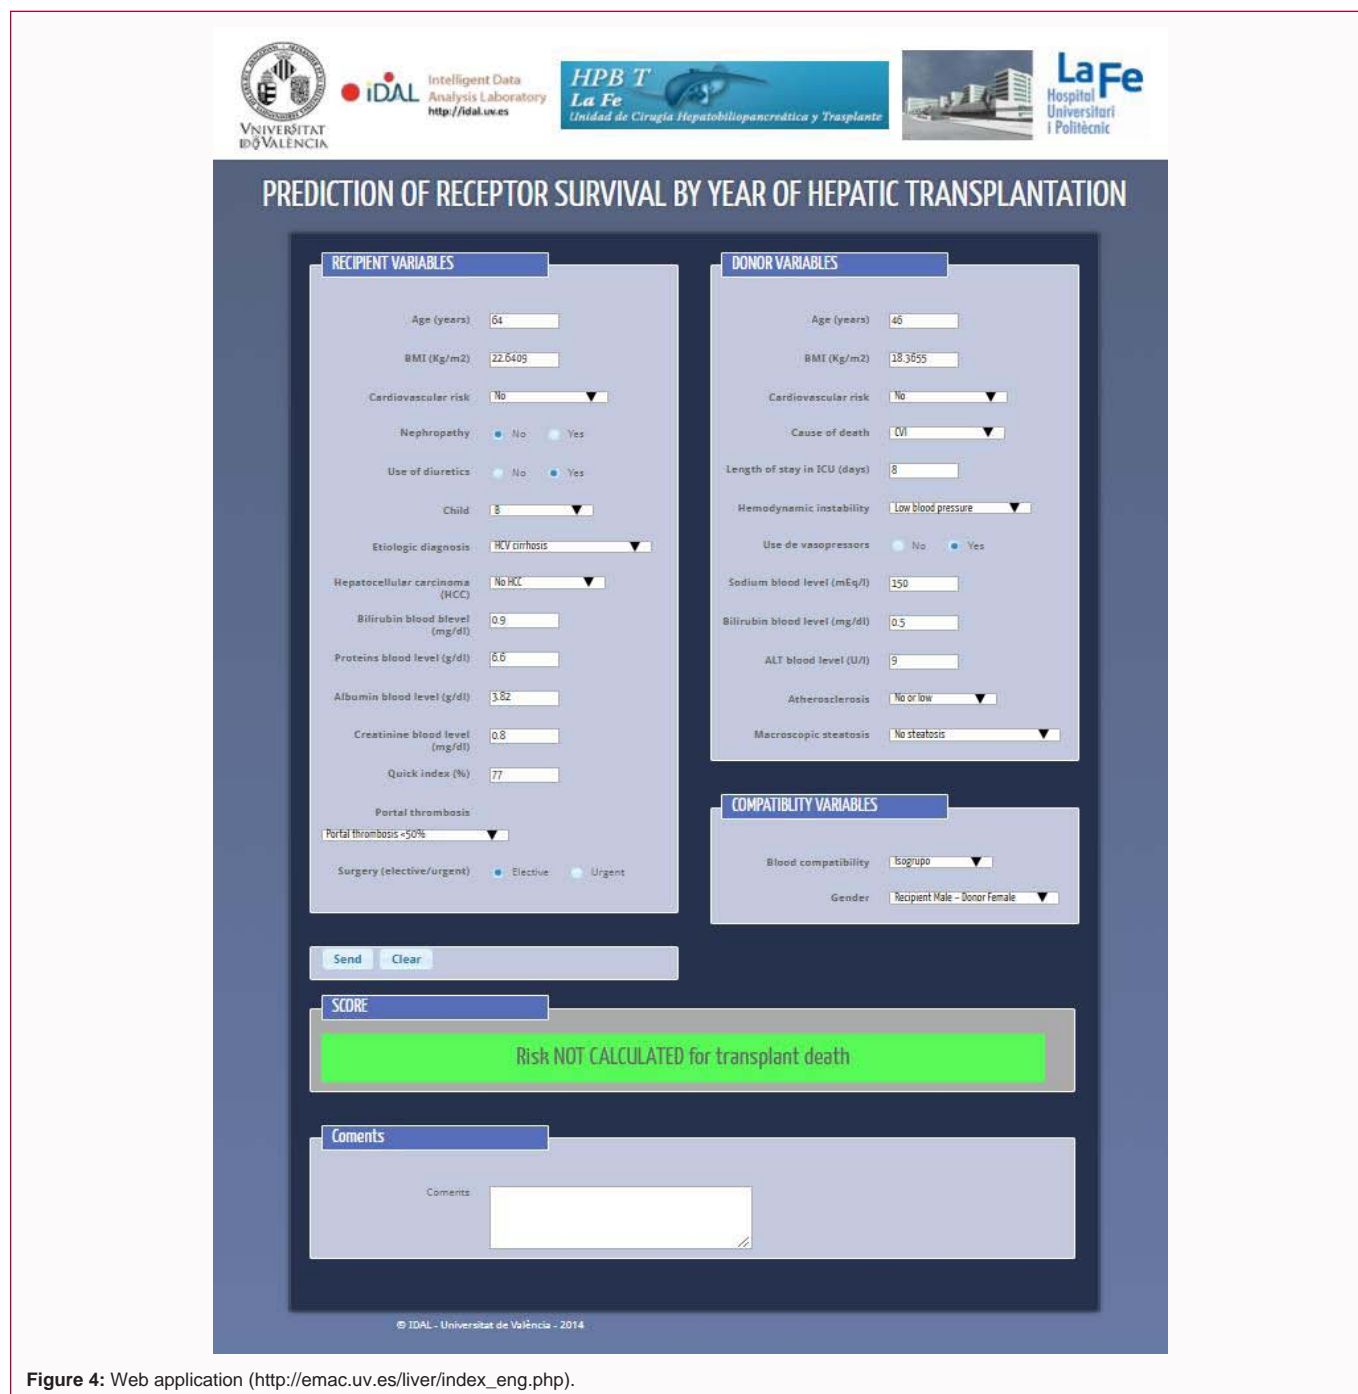 VNIVERSITAT
IDǾVALÈNCIA
iDAL
Intelligent Data
Analysis Laboratory
http://idal.uv.es
HPB T
La Fe
Unidad de Cirugía Hepatobiliopancreática y Trasplante
La Fe
Hospital
Universitari
i Politècnic
PREDICTION OF RECEPTOR SURVIVAL BY YEAR OF HEPATIC TRANSPLANTATION
RECIPIENT VARIABLES
Age (years) 64
BMI (Kg/m2) 22.6409
Cardiovascular risk No
Nephropathy No Yes
Use of diuretics No Yes
Child B
Etiologic diagnosis HCV cirrhosis
Hepatocellular carcinoma
(HCC) No HCC
Bilirubin blood blevel
(mg/dl) 0.9
Proteins blood level (g/dl) 6.6
Albumin blood level (g/dl) 3.82
Creatinine blood level
(mg/dl) 0.8
Quick index (%) 77
Portal thrombosis
Portal thrombosis <50%
Surgery (elective/urgent) Elective Urgent
DONOR VARIABLES
Age (years) 46
BMI (Kg/m2) 18.3655
Cardiovascular risk No
Cause of death CVI
Length of stay in ICU (days) 8
Hemodynamic instability Low blood pressure
Use de vasopressors No Yes
Sodium blood level (mEq/l) 150
Bilirubin blood level (mg/dl) 0.5
ALT blood level (U/l) 9
Atherosclerosis No or low
Macroscopic steatosis No steatosis
COMPATIBLITY VARIABLES
Blood compatibility Isogrupo
Gender Recipient Male - Donor Female
Send Clear
SCORE
Risk NOT CALCULATED for transplant death
Coments
Coments
© IDAL - Universitat de València - 2014
Figure 4: Web application (http://emac.uv.es/liver/index_eng.php).